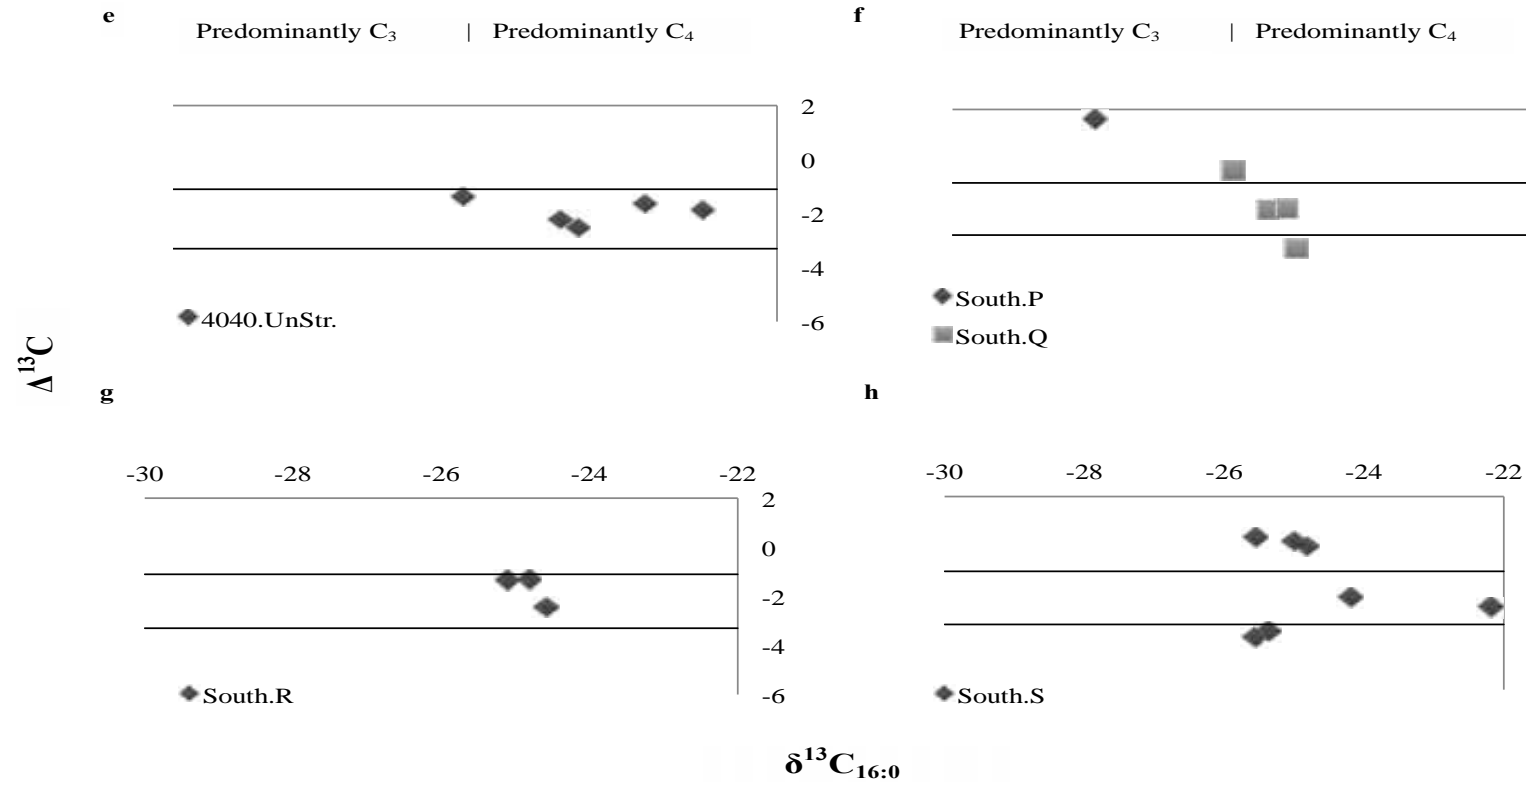 e
Predominantly C₃ | Predominantly C₄
2
0
-2
-4
-6
4040.UnStr.
f
Predominantly C₃ | Predominantly C₄
South.P
South.Q
Δ¹³C
g
-30 -28 -26 -24 -22
2
0
-2
-4
-6
South.R
h
-30 -28 -26 -24 -22
South.S
δ¹³C₁₆:₀